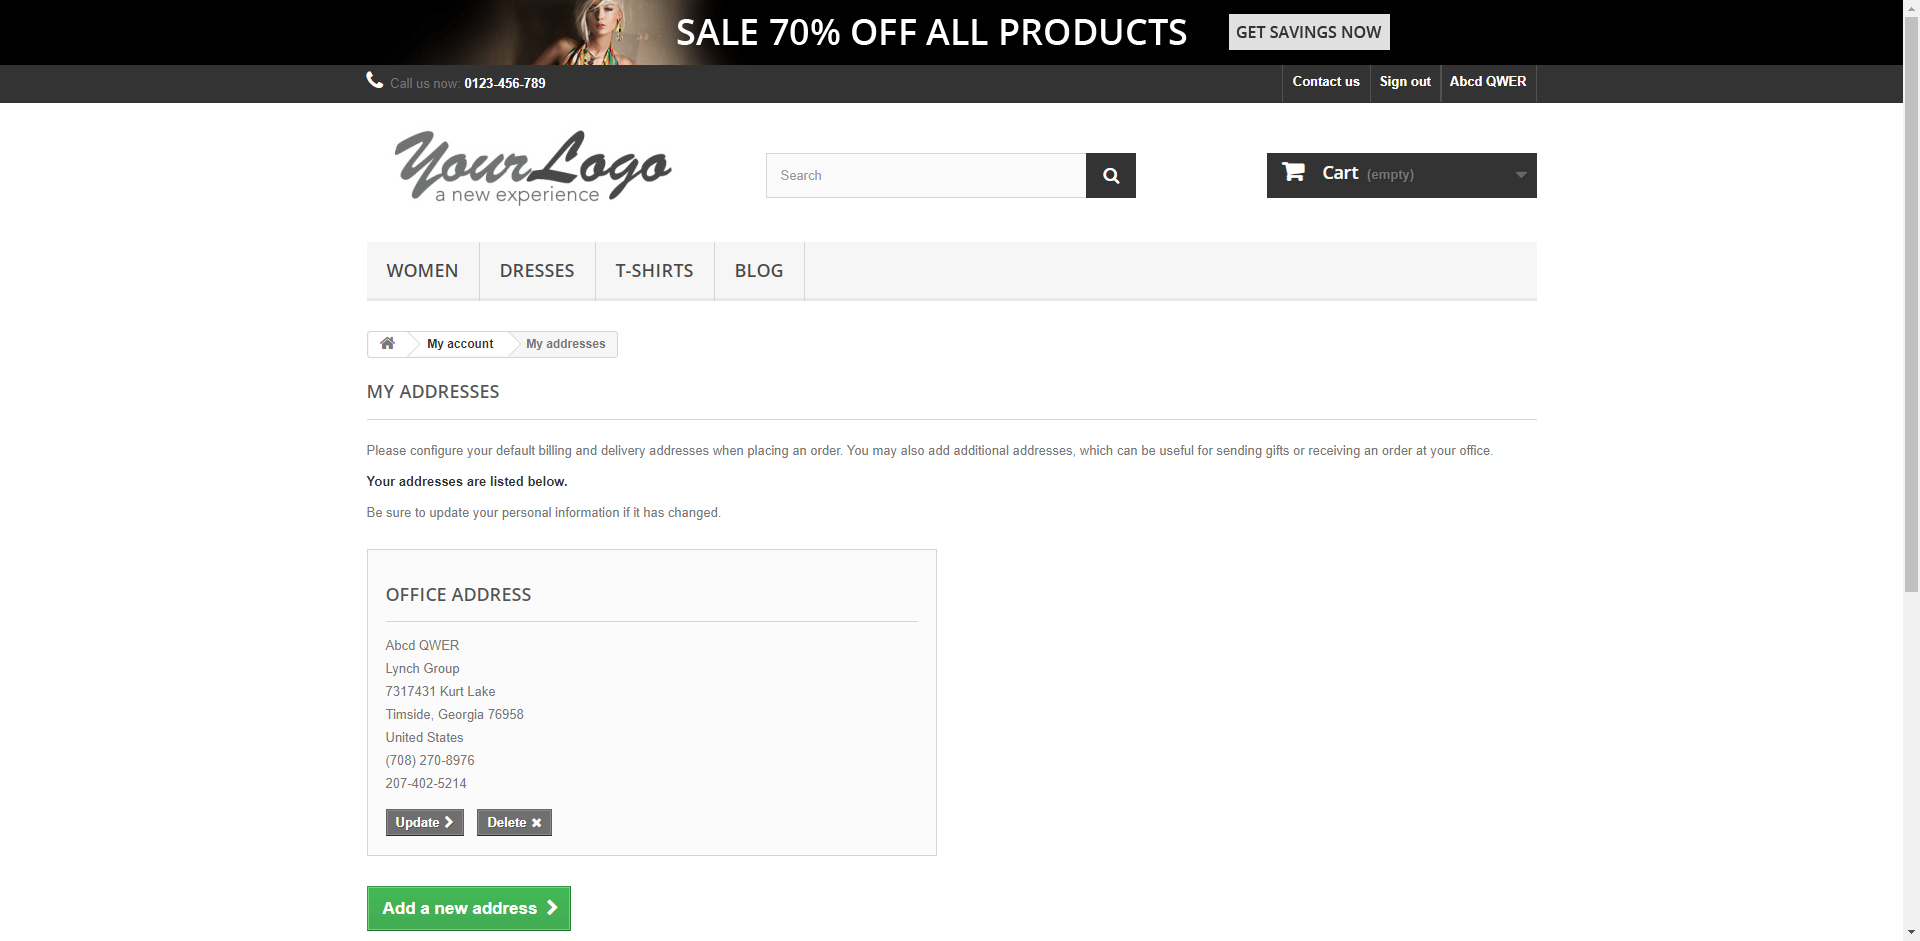 SALE 70% OFF ALL PRODUCTS GET SAVINGS NOW
Call us now: 0123-456-789 Contact us Sign out Abcd QWER
YourLogo
a new experience
Search
Cart (empty)
WOMEN DRESSES T-SHIRTS BLOG
My account My addresses
MY ADDRESSES
Please configure your default billing and delivery addresses when placing an order. You may also add additional addresses, which can be useful for sending gifts or receiving an order at your office.
Your addresses are listed below.
Be sure to update your personal information if it has changed.
OFFICE ADDRESS
Abcd QWER
Lynch Group
7317431 Kurt Lake
Timside, Georgia 76958
United States
(708) 270-8976
207-402-5214
Update Delete
Add a new address